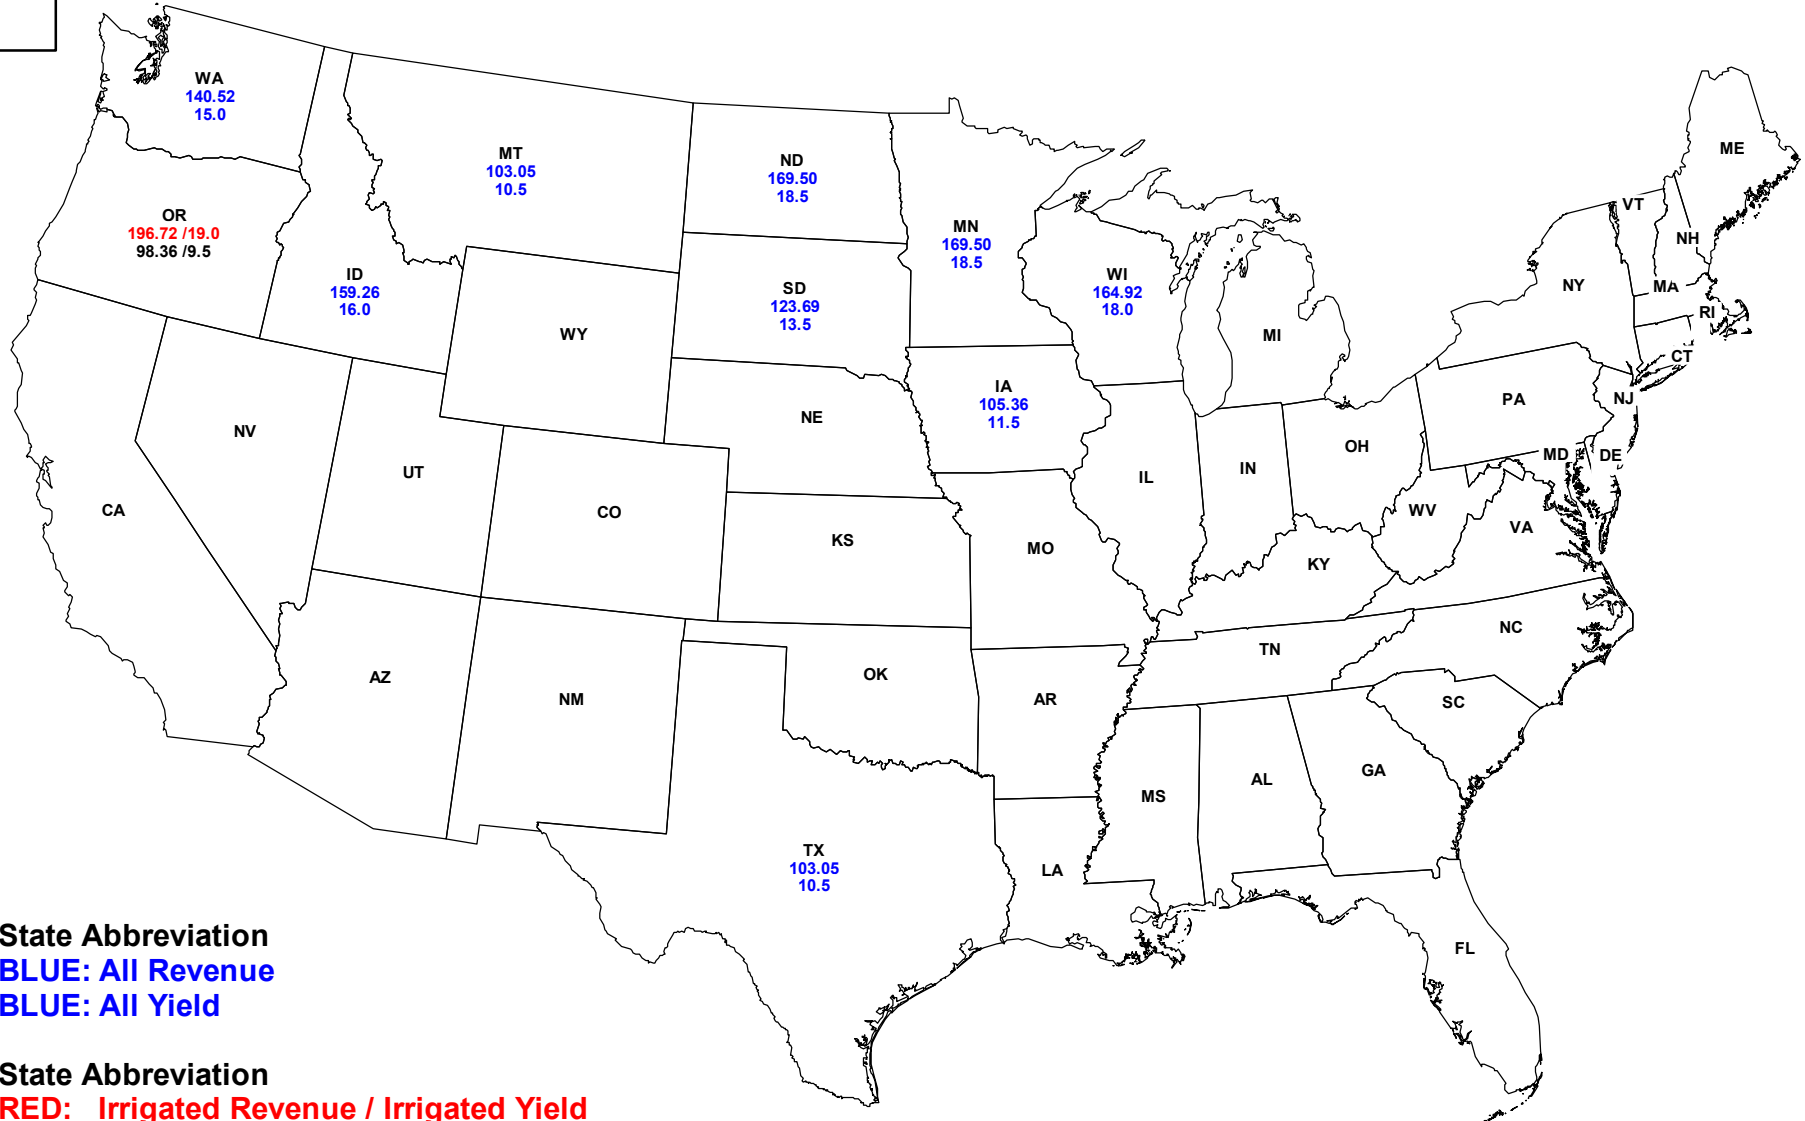 WA
140.52
15.0
MT
103.05
10.5
ND
169.50
18.5
ME
OR
196.72 /19.0
98.36 /9.5
VT
MN
169.50
18.5
NH
ID
159.26
16.0
WI
164.92
18.0
SD
123.69
13.5
NY
MA
RI
WY
MI
CT
IA
105.36
11.5
PA
NJ
NE
NV
OH
MD
DE
UT
IN
IL
CA
CO
WV
VA
KS
MO
KY
NC
TN
AZ
OK
NM
AR
SC
GA
AL
MS
TX
103.05
10.5
LA
FL
State Abbreviation
BLUE: All Revenue
BLUE: All Yield
State Abbreviation
RED: Irrigated Revenue / Irrigated Yield